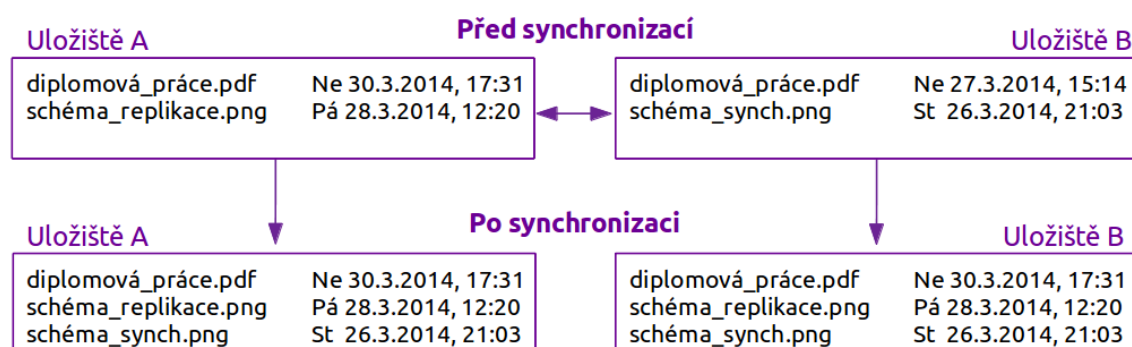 Před synchronizací
Uložiště A
Uložiště B
diplomová_práce.pdf Ne 30.3.2014, 17:31
schéma_replikace.png Pá 28.3.2014, 12:20
diplomová_práce.pdf Ne 27.3.2014, 15:14
schéma_synch.png St 26.3.2014, 21:03
Po synchronizaci
Uložiště A
Uložiště B
diplomová_práce.pdf Ne 30.3.2014, 17:31
schéma_replikace.png Pá 28.3.2014, 12:20
schéma_synch.png St 26.3.2014, 21:03
diplomová_práce.pdf Ne 30.3.2014, 17:31
schéma_replikace.png Pá 28.3.2014, 12:20
schéma_synch.png St 26.3.2014, 21:03